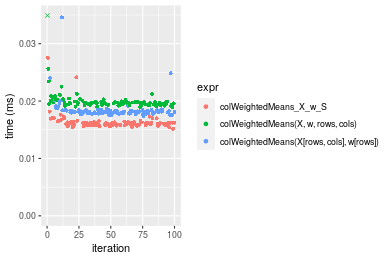 0.03
0.02
0.01
0.00
time (ms)
0
25
50
75
100
iteration
expr
colWeightedMeans_X_w_S
colWeightedMeans(X, w, rows, cols)
colWeightedMeans(X[rows, cols], w[rows])